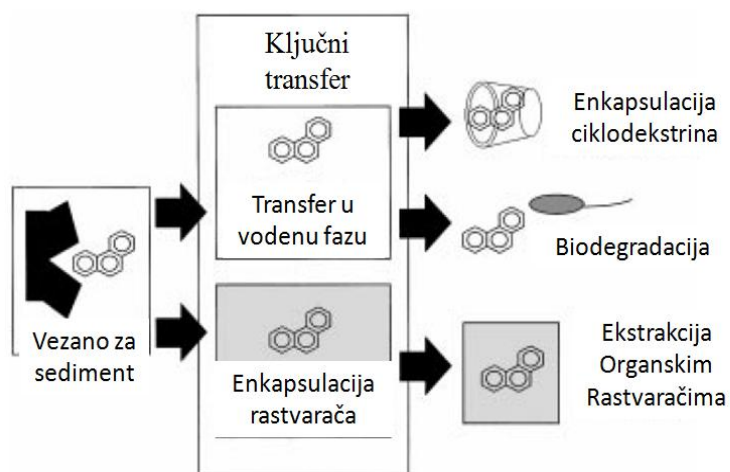 Ključni
transfer
Enkapsulacija
ciklodekstrina
Transfer u
vodenu fazu
Biodegradacija
Vezano za
sediment
Enkapsulacija
rastvarača
Ekstrakcija
Organskim
Rastvaračima